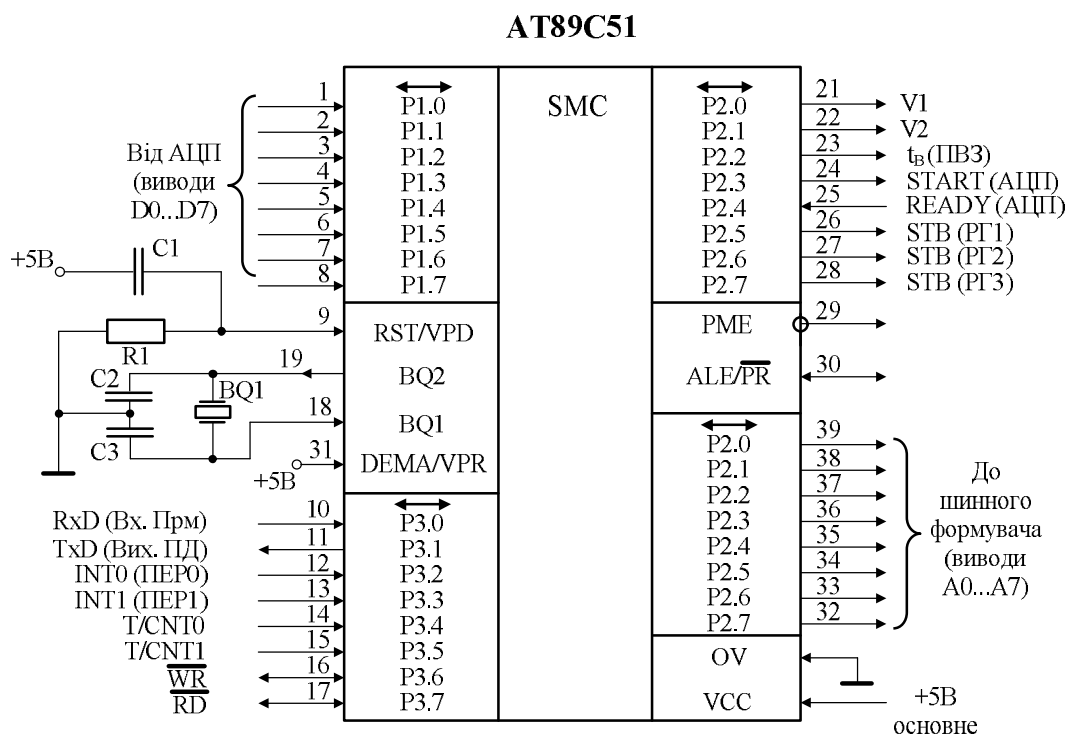 AT89C51
SMC
Від АЦП
(виводи
D0...D7)
1 P1.0
2 P1.1
3 P1.2
4 P1.3
5 P1.4
6 P1.5
7 P1.6
8 P1.7
+5В
C1
R1
9 RST/VPD
19 BQ2
C2
BQ1
18 BQ1
C3
31 DEMA/VPR
+5В
RxD (Вх. Прм) 10 P3.0
TxD (Вих. ПД) 11 P3.1
INT0 (ПЕР0) 12 P3.2
INT1 (ПЕР1) 13 P3.3
T/CNT0 14 P3.4
T/CNT1 15 P3.5
WR 16 P3.6
RD 17 P3.7
P2.0 21 V1
P2.1 22 V2
P2.2 23 tВ (ПВЗ)
P2.3 24 START (АЦП)
P2.4 25 READY (АЦП)
P2.5 26 STB (РГ1)
P2.6 27 STB (РГ2)
P2.7 28 STB (РГ3)
PME 29
ALE/PR 30
P2.0 39
P2.1 38
P2.2 37
P2.3 36
P2.4 35
P2.5 34
P2.6 33
P2.7 32
До
шинного
формувача
(виводи
A0...A7)
OV
VCC +5В
основне